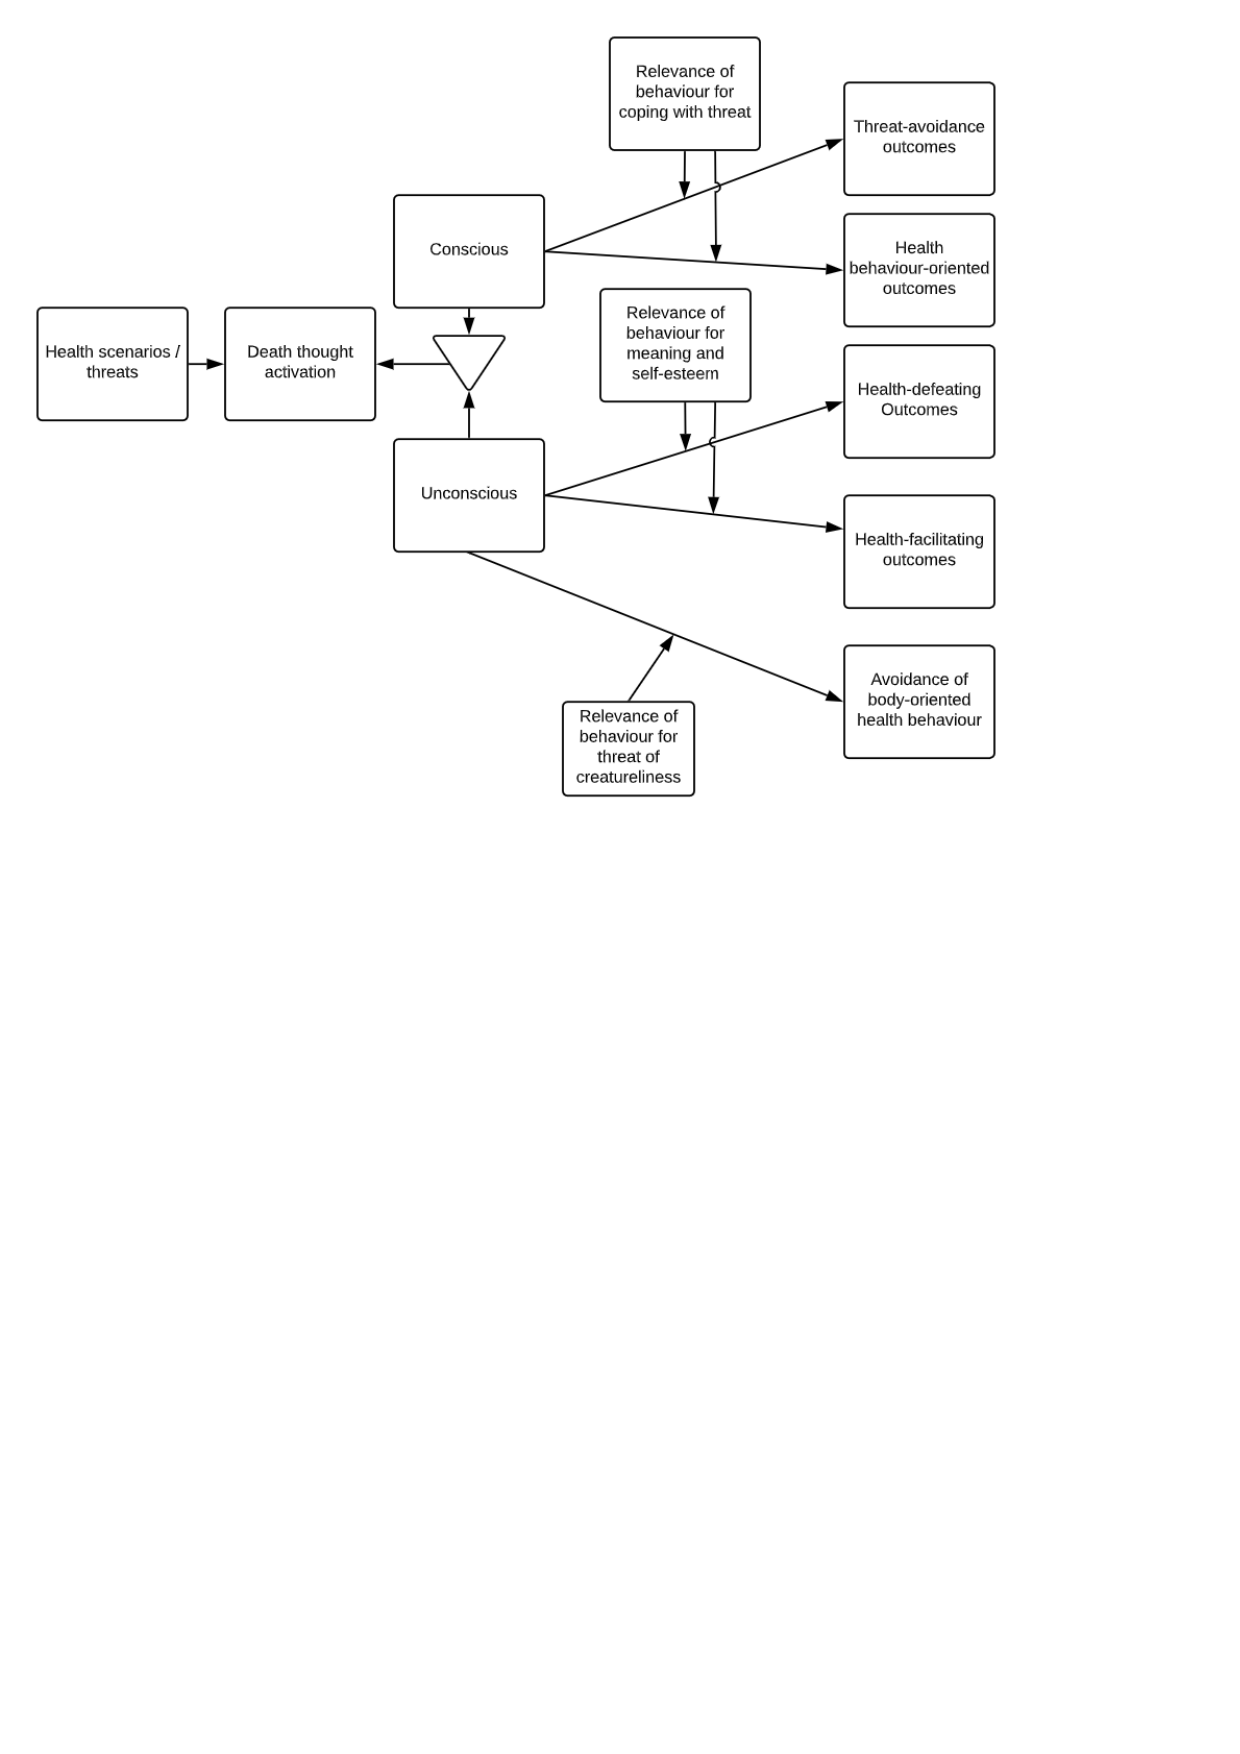 Relevance of
behaviour for
coping with threat
Threat-avoidance
outcomes
Conscious
Health
behaviour-oriented
outcomes
Health scenarios /
threats
Death thought
activation
Relevance of
behaviour for
meaning and
self-esteem
Health-defeating
Outcomes
Unconscious
Health-facilitating
outcomes
Avoidance of
body-oriented
health behaviour
Relevance of
behaviour for
threat of
creatureliness